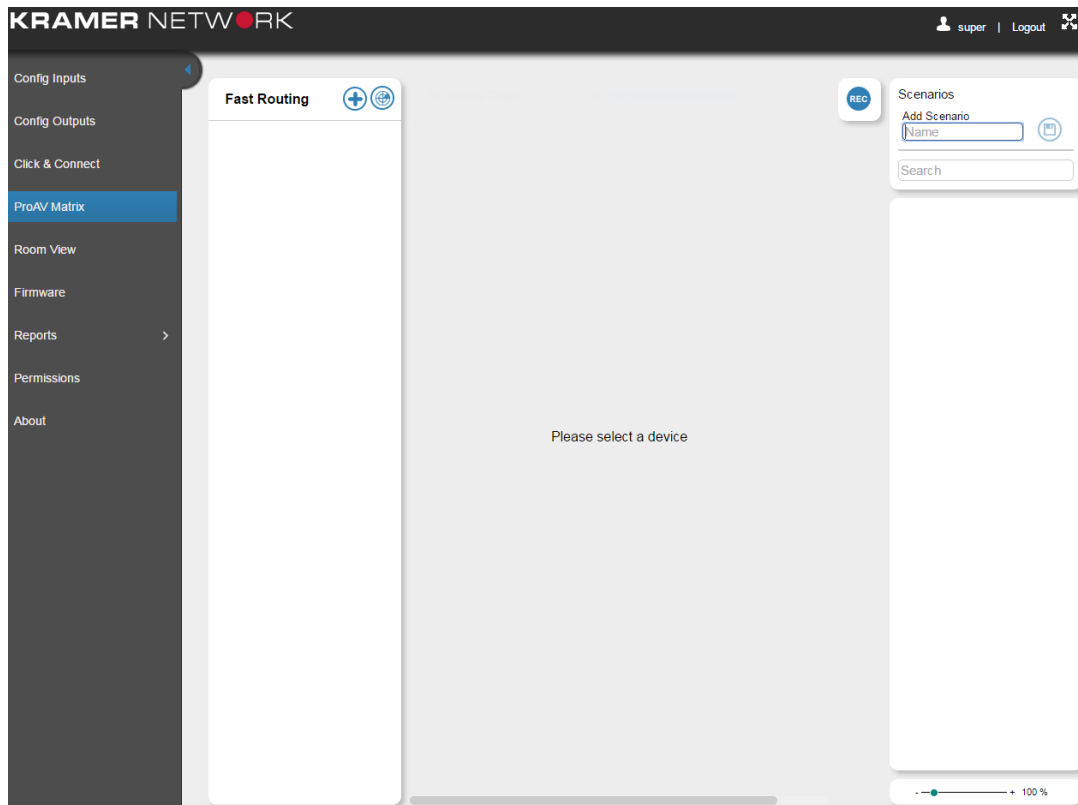 KRAMER NETWORK
super | Logout
Config Inputs
Config Outputs
Click & Connect
ProAV Matrix
Room View
Firmware
Reports
Permissions
About
Fast Routing
Please select a device
REC
Scenarios
Add Scenario
Name
Search
- + 100 %